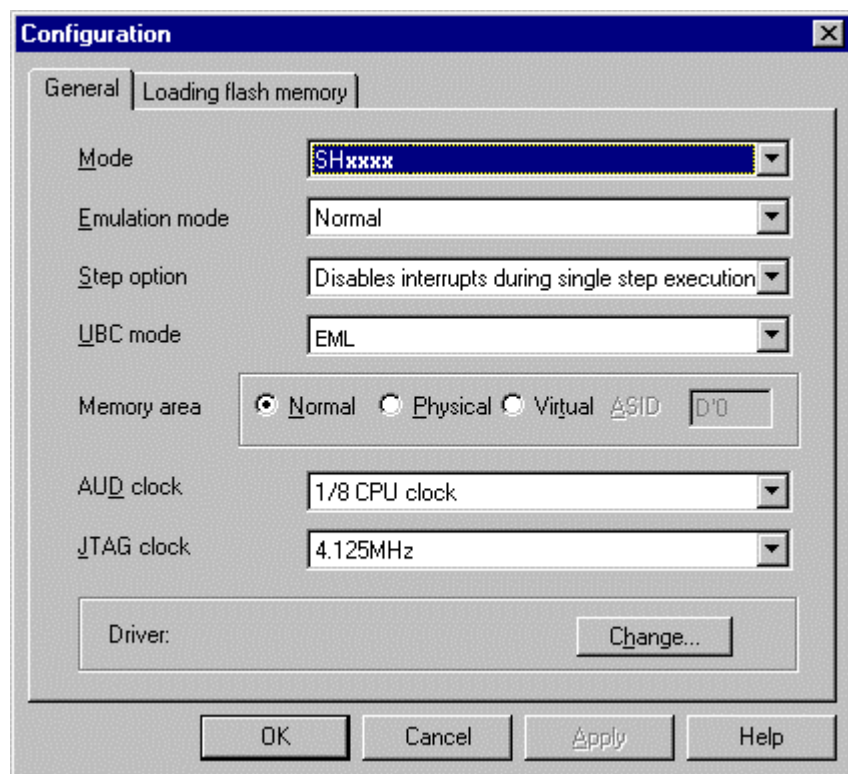 Configuration
General Loading flash memory
Mode SHxxxx
Emulation mode Normal
Step option Disables interrupts during single step execution
UBC mode EML
Memory area Normal Physical Virtual ASID D'0
AUD clock 1/8 CPU clock
JTAG clock 4.125MHz
Driver: Change...
OK Cancel Apply Help